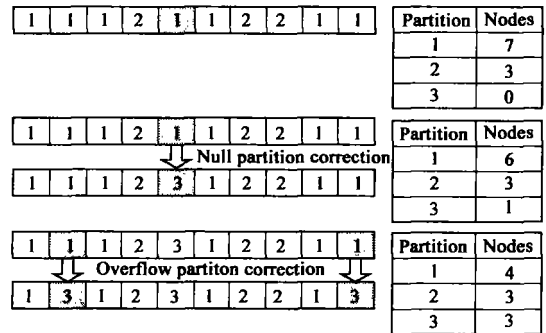 1 1 1 2 1 1 2 2 1 1
Partition Nodes
1 7
2 3
3 0
1 1 1 2 1 1 2 2 1 1
Null partition correction
1 1 1 2 3 1 2 2 1 1
Partition Nodes
1 6
2 3
3 1
1 1 1 2 3 1 2 2 1 1
Overflow partiton correction
1 3 1 2 3 1 2 2 1 3
Partition Nodes
1 4
2 3
3 3